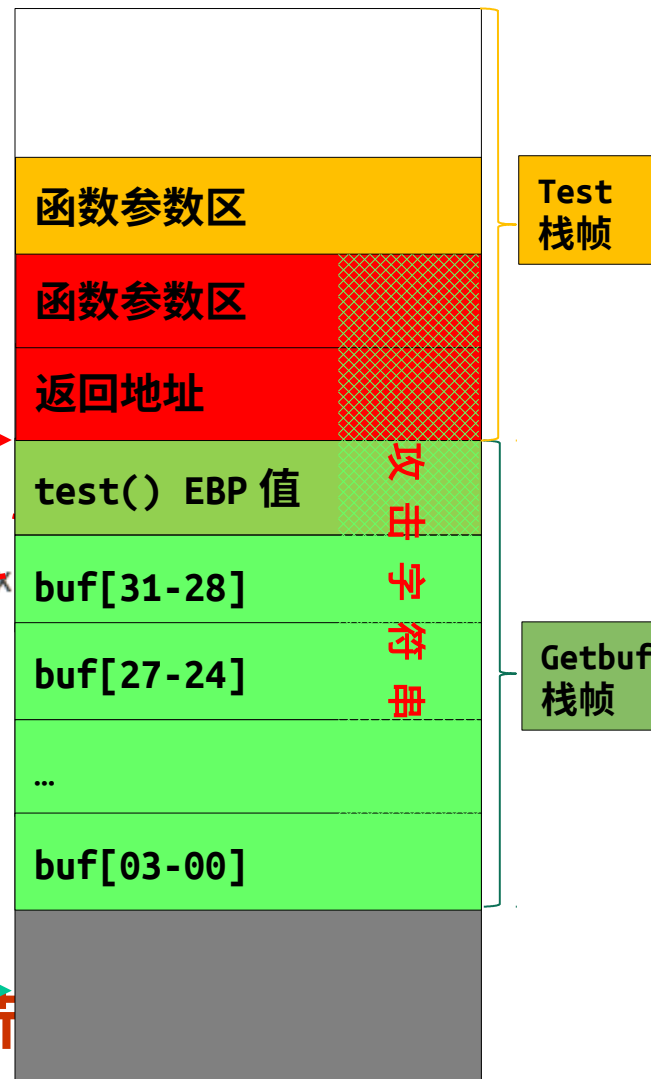 函数参数区
Test
栈帧
函数参数区
返回地址
test() EBP 值
攻击字符串
buf[31-28]
buf[27-24]
Getbuf
栈帧
…
buf[03-00]